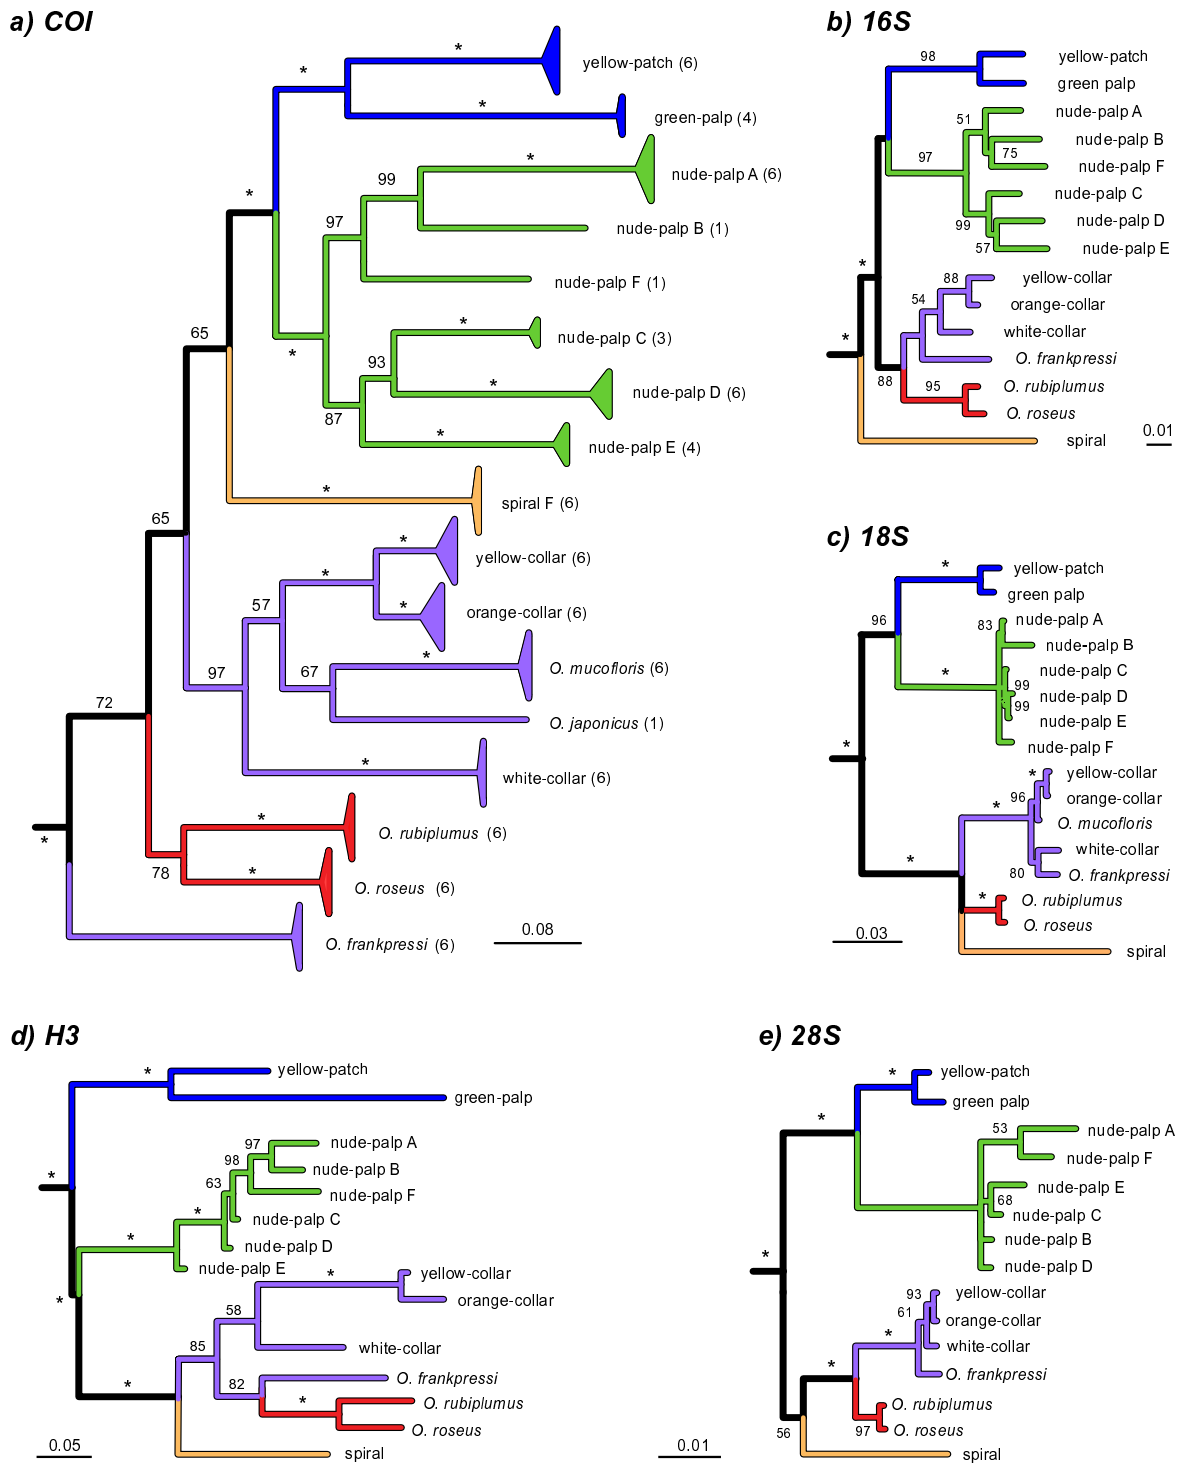 a) COI
*
yellow-patch (6)
*
*
green-palp (4)
*
nude-palp A (6)
99
*
97
nude-palp B (1)
nude-palp F (1)
*
nude-palp C (3)
65
*
93
*
nude-palp D (6)
87
*
nude-palp E (4)
*
spiral F (6)
65
*
yellow-collar (6)
*
57
*
orange-collar (6)
*
O. mucofloris (6)
97
67
72
O. japonicus (1)
*
white-collar (6)
*
O. rubiplumus (6)
*
78
*
O. roseus (6)
O. frankpressi (6)
0.08
b) 16S
98
yellow-patch
green palp
nude-palp A
51
nude-palp B
97
75
nude-palp F
nude-palp C
nude-palp D
99
57
nude-palp E
*
88
yellow-collar
54
orange-collar
*
white-collar
O. frankpressi
88
95
O. rubiplumus
O. roseus
0.01
spiral
c) 18S
*
yellow-patch
green palp
96
83
nude-palp A
nude-palp B
*
nude-palp C
99
nude-palp D
99
nude-palp E
*
nude-palp F
*
yellow-collar
*
96
orange-collar
O. mucofloris
*
white-collar
80
O. frankpressi
*
O. rubiplumus
O. roseus
0.03
spiral
d) H3
*
yellow-patch
green-palp
97
nude-palp A
98
nude-palp B
*
63
nude-palp F
*
nude-palp C
*
nude-palp D
nude-palp E
*
yellow-collar
*
orange-collar
58
85
white-collar
*
82
O. frankpressi
*
O. rubiplumus
O. roseus
0.05
spiral
e) 28S
*
yellow-patch
green palp
*
53
nude-palp A
nude-palp F
nude-palp E
68
nude-palp C
nude-palp B
*
nude-palp D
93
yellow-collar
61
orange-collar
*
white-collar
*
O. frankpressi
O. rubiplumus
56
97
O. roseus
0.01
spiral